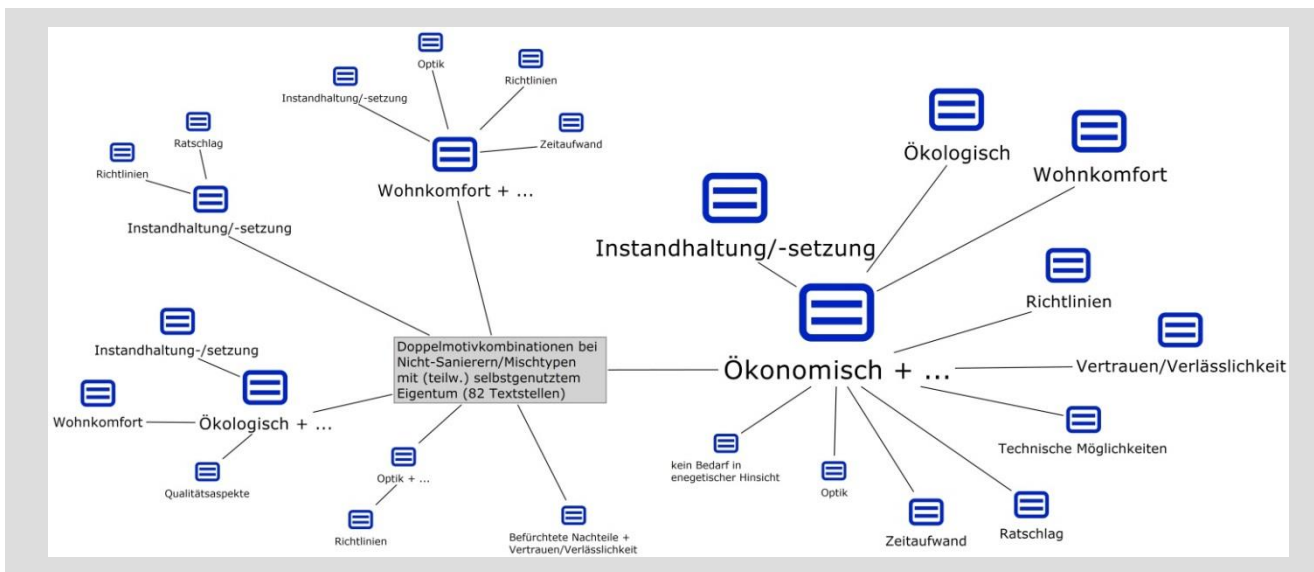 Optik
Richtlinien
Instandhaltung/-setzung
Zeitaufwand
Wohnkomfort + ...
Ratschlag
Richtlinien
Instandhaltung/-setzung
Instandhaltung-/setzung
Wohnkomfort
Ökologisch + ...
Qualitätsaspekte
Doppelmotivkombinationen bei
Nicht-Sanierern/Mischtypen
mit (teilw.) selbstgenutztem
Eigentum (82 Textstellen)
Optik + ...
Richtlinien
Befürchtete Nachteile +
Vertrauen/Verlässlichkeit
Ökologisch
Wohnkomfort
Instandhaltung/-setzung
Richtlinien
Ökonomisch + ...
Vertrauen/Verlässlichkeit
Technische Möglichkeiten
kein Bedarf in
enegetischer Hinsicht
Optik
Zeitaufwand
Ratschlag